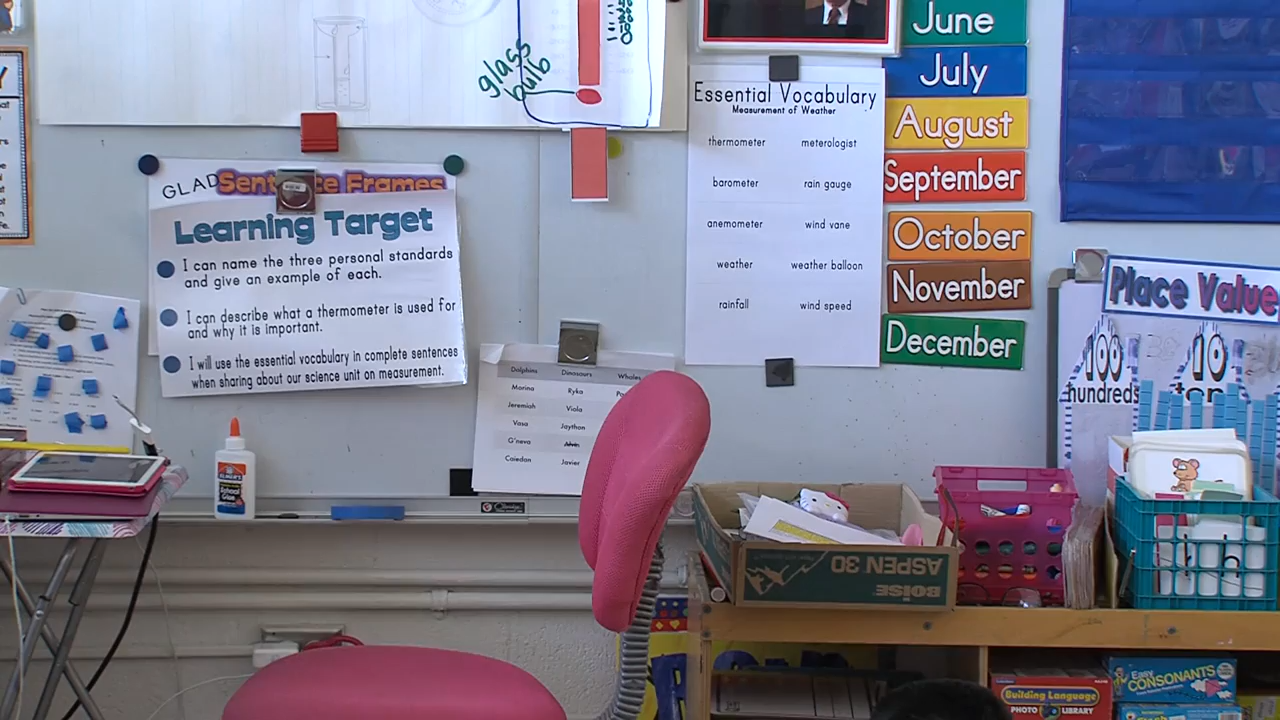 glass
bulb
GLAD Sentence Frames
Learning Target
I can name the three personal standards
and give an example of each.
I can describe what a thermometer is used for
and why it is important.
I will use the essential vocabulary in complete sentences
when sharing about our science unit on measurement.
Dolphins Dinosaurs Whales
Marina Ryka
Jeremiah Viola
Vasa Jaython
G'neva
Caiedan Javier
Essential Vocabulary
Measurement of Weather
thermometer meterologist
barometer rain gauge
anemometer wind vane
weather weather balloon
rainfall wind speed
June
July
August
September
October
November
December
Place Value
100 10
hundreds tens
ELMER'S
School Glue
BOISE
ASPEN 30
Building Language
PHOTO LIBRARY
Easy
CONSONANTS